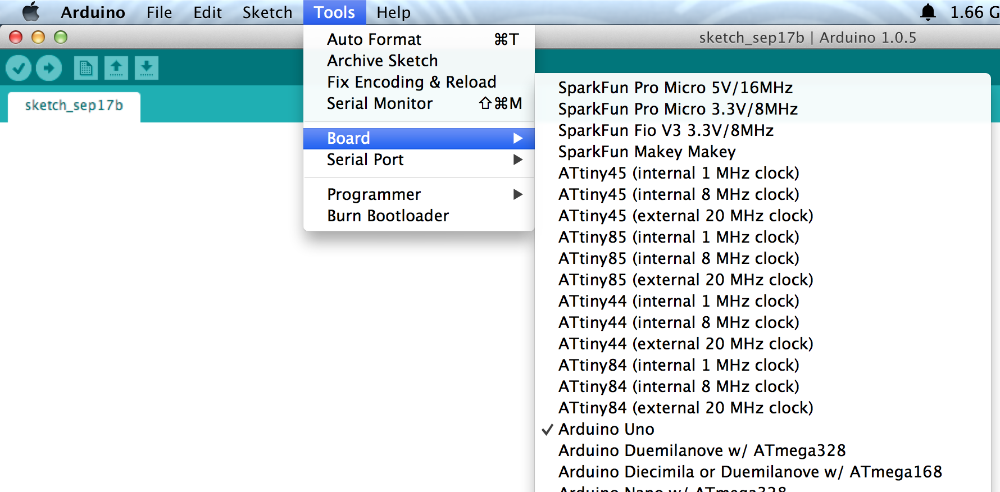 Arduino File Edit Sketch Tools Help 1.66 G
sketch_sep17b | Arduino 1.0.5
sketch_sep17b
Auto Format ⌘T
Archive Sketch
Fix Encoding & Reload
Serial Monitor ⇧⌘M
Board
Serial Port
Programmer
Burn Bootloader
SparkFun Pro Micro 5V/16MHz
SparkFun Pro Micro 3.3V/8MHz
SparkFun Fio V3 3.3V/8MHz
SparkFun Makey Makey
ATtiny45 (internal 1 MHz clock)
ATtiny45 (internal 8 MHz clock)
ATtiny45 (external 20 MHz clock)
ATtiny85 (internal 1 MHz clock)
ATtiny85 (internal 8 MHz clock)
ATtiny85 (external 20 MHz clock)
ATtiny44 (internal 1 MHz clock)
ATtiny44 (internal 8 MHz clock)
ATtiny44 (external 20 MHz clock)
ATtiny84 (internal 1 MHz clock)
ATtiny84 (internal 8 MHz clock)
ATtiny84 (external 20 MHz clock)
Arduino Uno
Arduino Duemilanove w/ ATmega328
Arduino Diecimila or Duemilanove w/ ATmega168
Arduino Nano w/ ATmega328